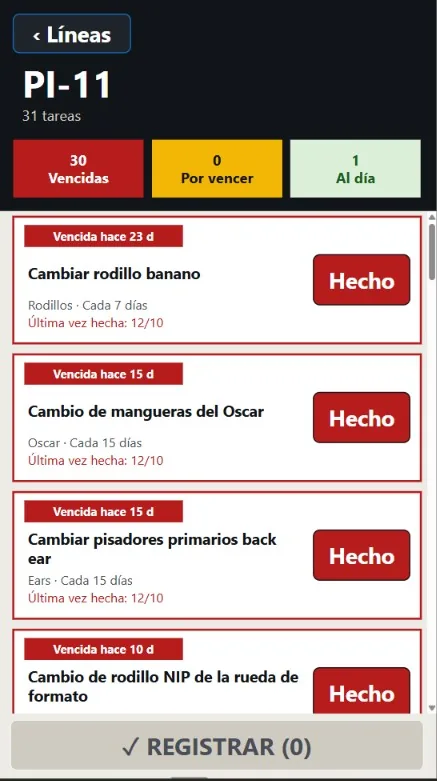 ‹ Líneas
PI-11
31 tareas
30
Vencidas
0
Por vencer
1
Al día
Vencida hace 23 d
Cambiar rodillo banano
Hecho
Rodillos · Cada 7 días
Última vez hecha: 12/10
Vencida hace 15 d
Cambio de mangueras del Oscar
Hecho
Oscar · Cada 15 días
Última vez hecha: 12/10
Vencida hace 15 d
Cambiar pisadores primarios back
ear
Hecho
Ears · Cada 15 días
Última vez hecha: 12/10
Vencida hace 10 d
Cambio de rodillo NIP de la rueda de
formato
Hecho
✓ REGISTRAR (0)